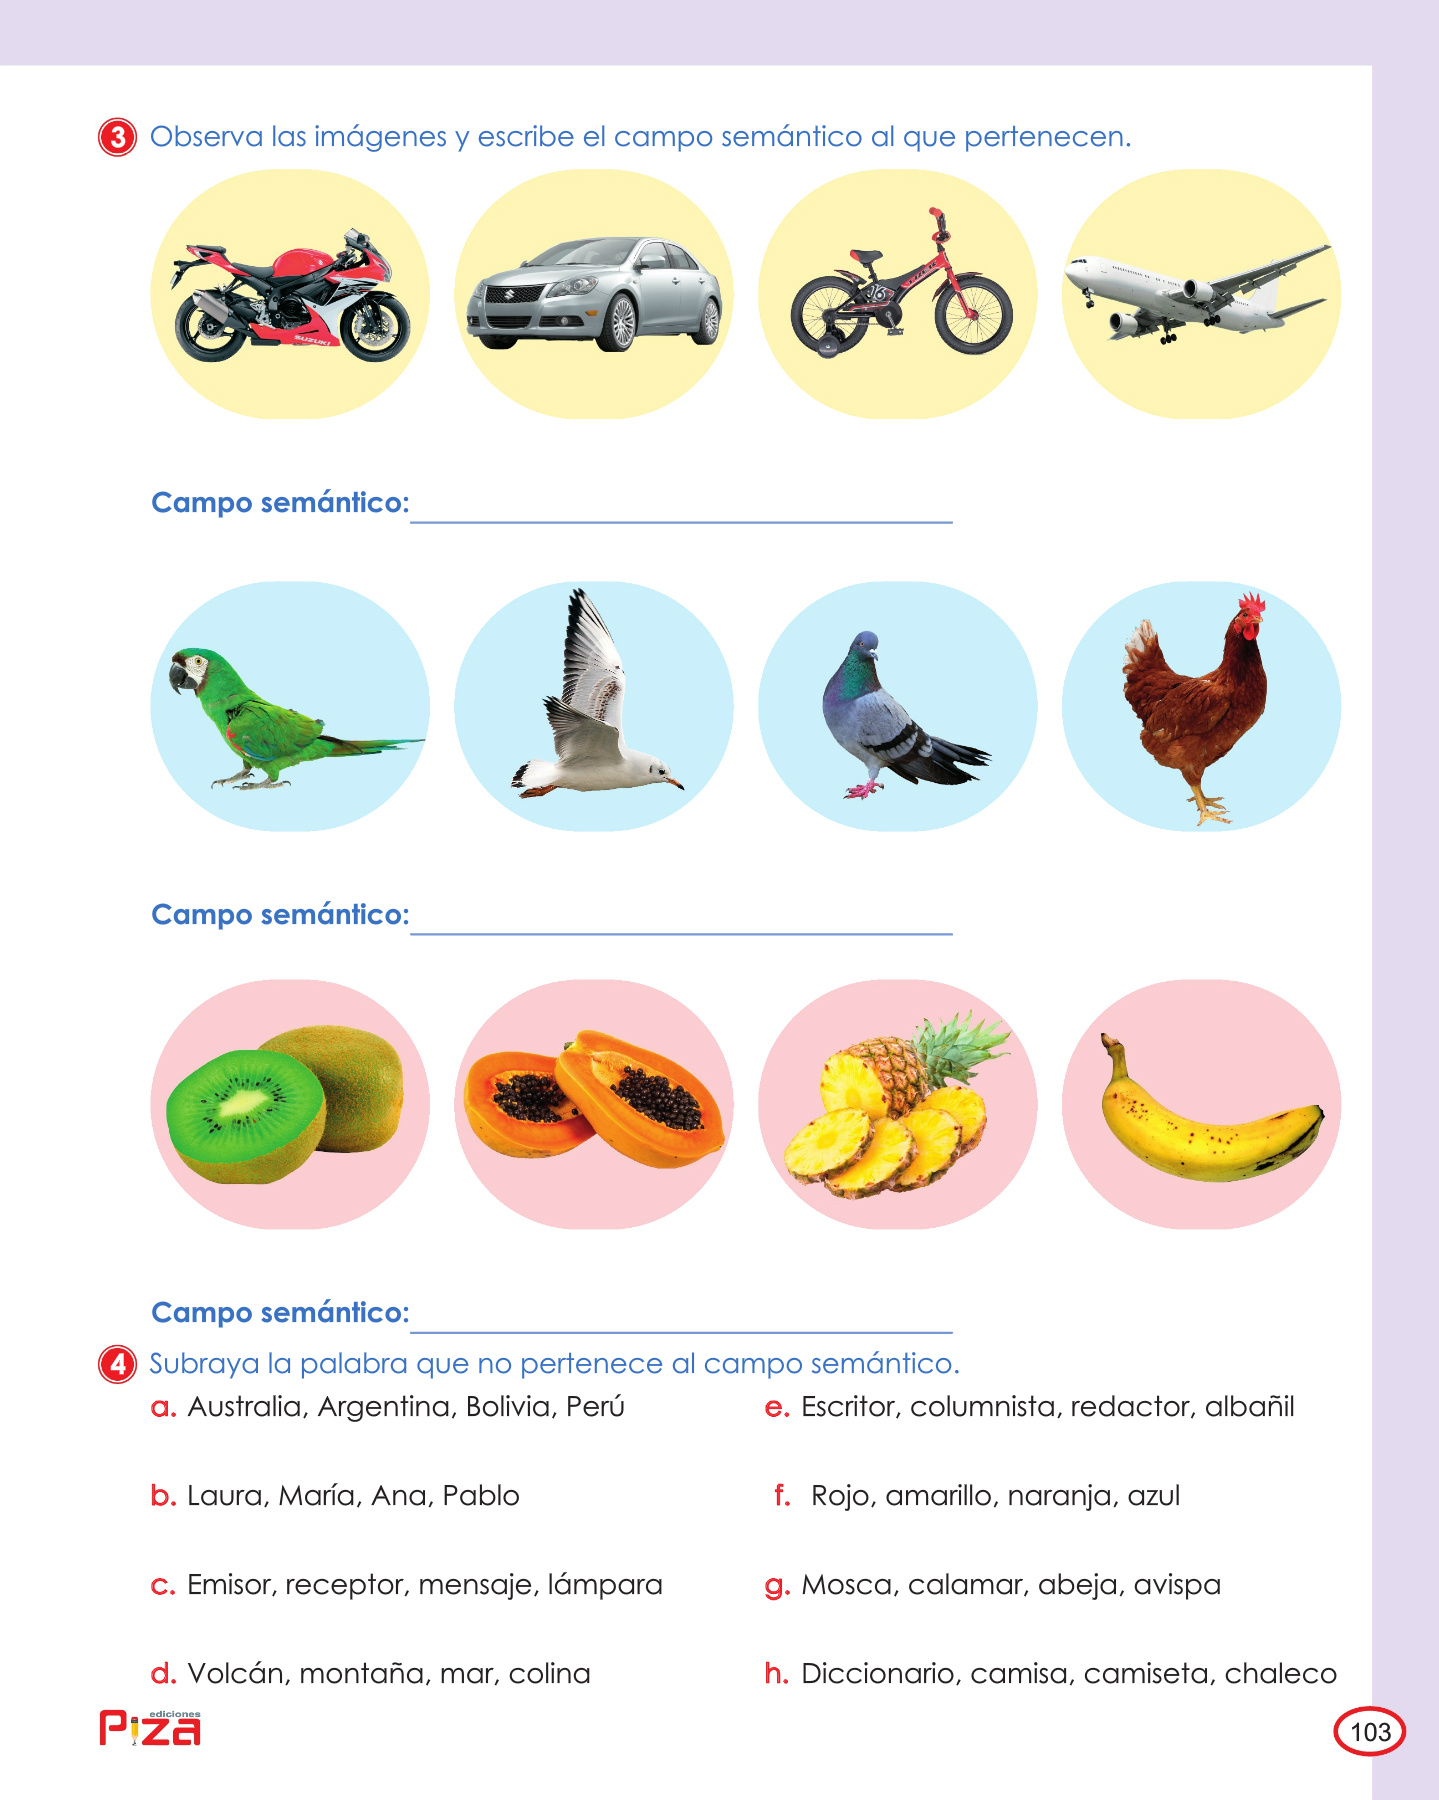 3 Observa las imágenes y escribe el campo semántico al que pertenecen.
SUZUKI
TREK
16
Campo semántico:
Campo semántico:
Campo semántico:
4 Subraya la palabra que no pertenece al campo semántico.
a. Australia, Argentina, Bolivia, Perú
e. Escritor, columnista, redactor, albañil
b. Laura, María, Ana, Pablo
f. Rojo, amarillo, naranja, azul
c. Emisor, receptor, mensaje, lámpara
g. Mosca, calamar, abeja, avispa
d. Volcán, montaña, mar, colina
h. Diccionario, camisa, camiseta, chaleco
ediciones
Piza
103